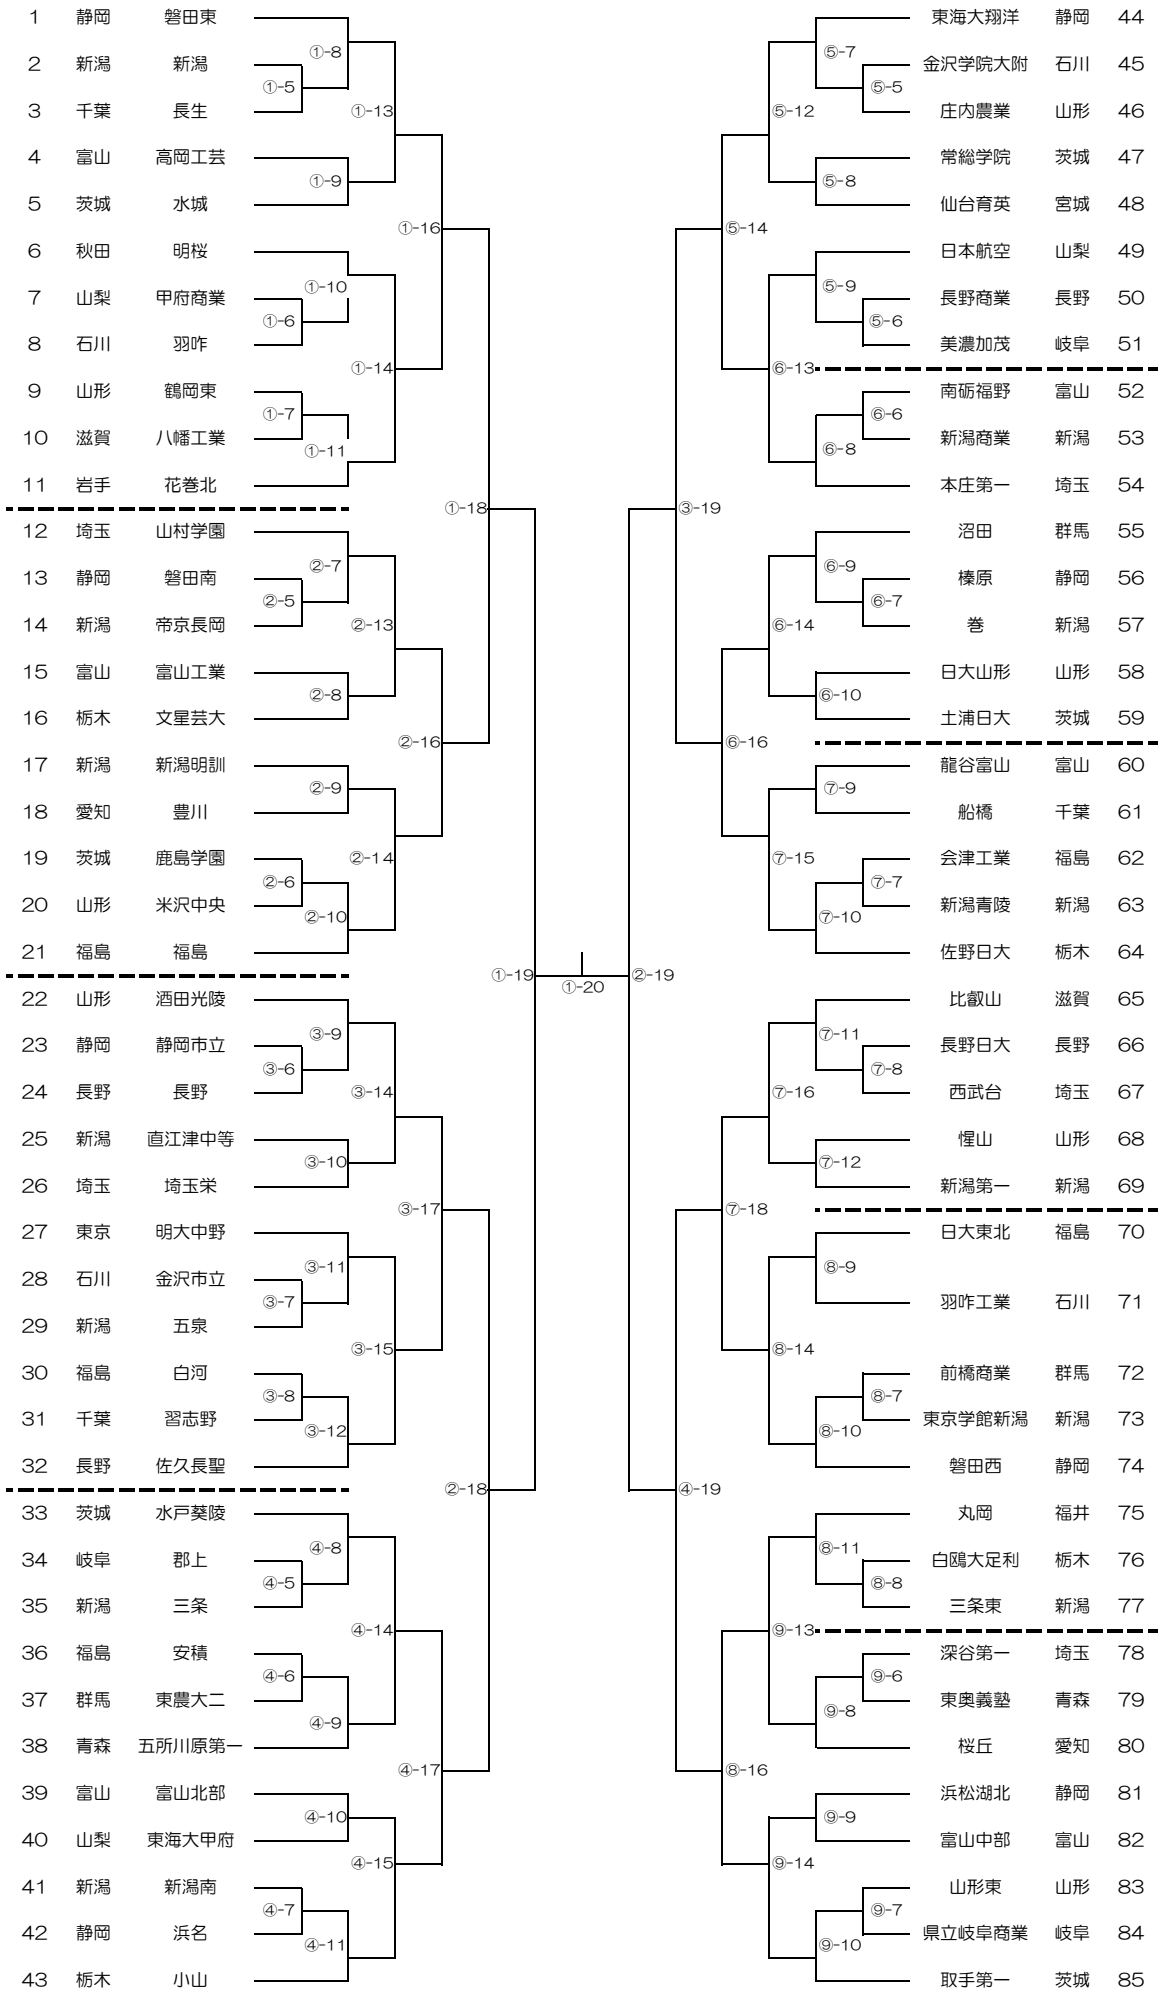 1 静岡 磐田東
①-8
2 新潟 新潟
①-5
3 千葉 長生
①-13
4 富山 高岡工芸
①-9
5 茨城 水城
①-16
6 秋田 明桜
①-10
7 山梨 甲府商業
①-6
8 石川 羽咋
①-14
9 山形 鶴岡東
①-7
10 滋賀 八幡工業
①-11
11 岩手 花巻北
①-18
12 埼玉 山村学園
②-7
13 静岡 磐田南
②-5
14 新潟 帝京長岡
②-13
15 富山 富山工業
②-8
16 栃木 文星芸大
②-16
17 新潟 新潟明訓
②-9
18 愛知 豊川
②-14
19 茨城 鹿島学園
②-6
20 山形 米沢中央
②-10
21 福島 福島
①-19
22 山形 酒田光陵
③-9
23 静岡 静岡市立
③-6
24 長野 長野
③-14
25 新潟 直江津中等
③-10
26 埼玉 埼玉栄
③-17
27 東京 明大中野
③-11
28 石川 金沢市立
③-7
29 新潟 五泉
③-15
30 福島 白河
③-8
31 千葉 習志野
③-12
32 長野 佐久長聖
②-18
33 茨城 水戸葵陵
④-8
34 岐阜 郡上
④-5
35 新潟 三条
④-14
36 福島 安積
④-6
37 群馬 東農大二
④-9
38 青森 五所川原第一
④-17
39 富山 富山北部
④-10
40 山梨 東海大甲府
④-15
41 新潟 新潟南
④-7
42 静岡 浜名
④-11
43 栃木 小山
①-20
東海大翔洋 静岡 44
⑤-7
金沢学院大附 石川 45
⑤-5
庄内農業 山形 46
⑤-12
常総学院 茨城 47
⑤-8
仙台育英 宮城 48
⑤-14
日本航空 山梨 49
⑤-9
長野商業 長野 50
⑤-6
美濃加茂 岐阜 51
⑥-13
南砺福野 富山 52
⑥-6
新潟商業 新潟 53
⑥-8
本庄第一 埼玉 54
③-19
沼田 群馬 55
⑥-9
榛原 静岡 56
⑥-7
巻 新潟 57
⑥-14
日大山形 山形 58
⑥-10
土浦日大 茨城 59
⑥-16
龍谷富山 富山 60
⑦-9
船橋 千葉 61
⑦-15
会津工業 福島 62
⑦-7
新潟青陵 新潟 63
⑦-10
佐野日大 栃木 64
②-19
比叡山 滋賀 65
⑦-11
長野日大 長野 66
⑦-8
西武台 埼玉 67
⑦-16
惺山 山形 68
⑦-12
新潟第一 新潟 69
⑦-18
日大東北 福島 70
⑧-9
羽咋工業 石川 71
⑧-14
前橋商業 群馬 72
⑧-7
東京学館新潟 新潟 73
⑧-10
磐田西 静岡 74
④-19
丸岡 福井 75
⑧-11
白鴎大足利 栃木 76
⑧-8
三条東 新潟 77
⑨-13
深谷第一 埼玉 78
⑨-6
東奥義塾 青森 79
⑨-8
桜丘 愛知 80
⑧-16
浜松湖北 静岡 81
⑨-9
富山中部 富山 82
⑨-14
山形東 山形 83
⑨-7
県立岐阜商業 岐阜 84
⑨-10
取手第一 茨城 85